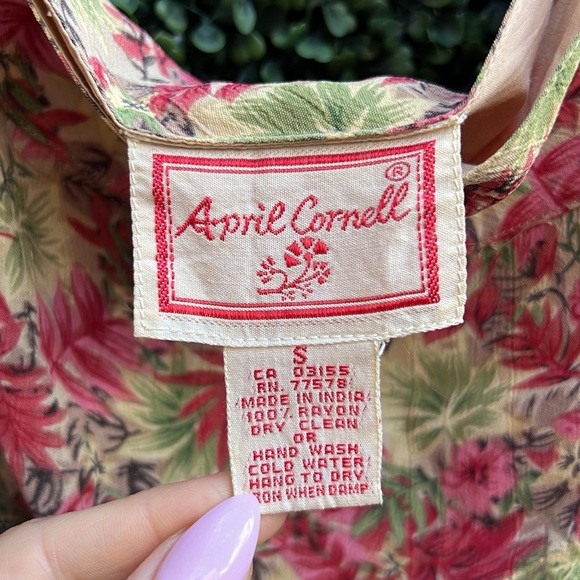 April Cornell ®
S
CA 03155
RN. 77578
MADE IN INDIA
100% RAYON
DRY CLEAN
OR
HAND WASH
COLD WATER
HANG TO DRY
IRON WHEN DAMP